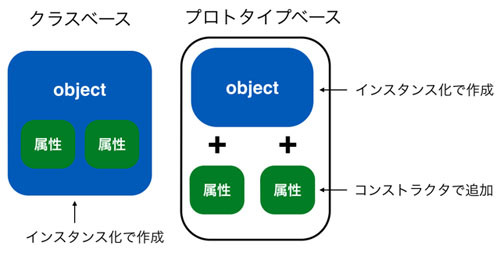 クラスベース
プロトタイプベース
object
属性
属性
インスタンス化で作成
object
インスタンス化で作成
属性
属性
コンストラクタで追加